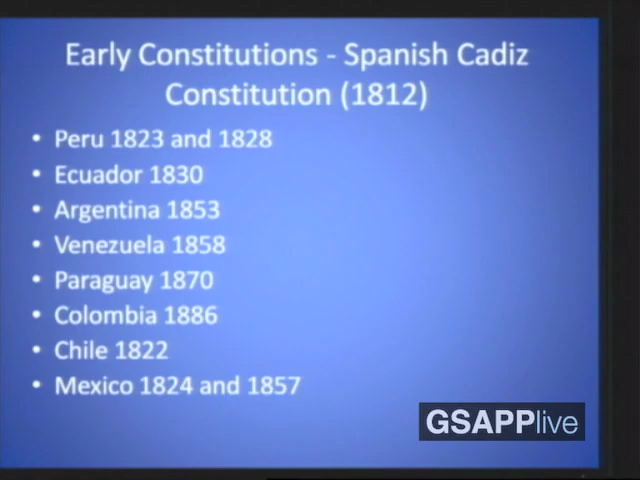 Early Constitutions - Spanish Cadiz
Constitution (1812)
• Peru 1823 and 1828
• Ecuador 1830
• Argentina 1853
• Venezuela 1858
• Paraguay 1870
• Colombia 1886
• Chile 1822
• Mexico 1824 and 1857
GSAPPlive